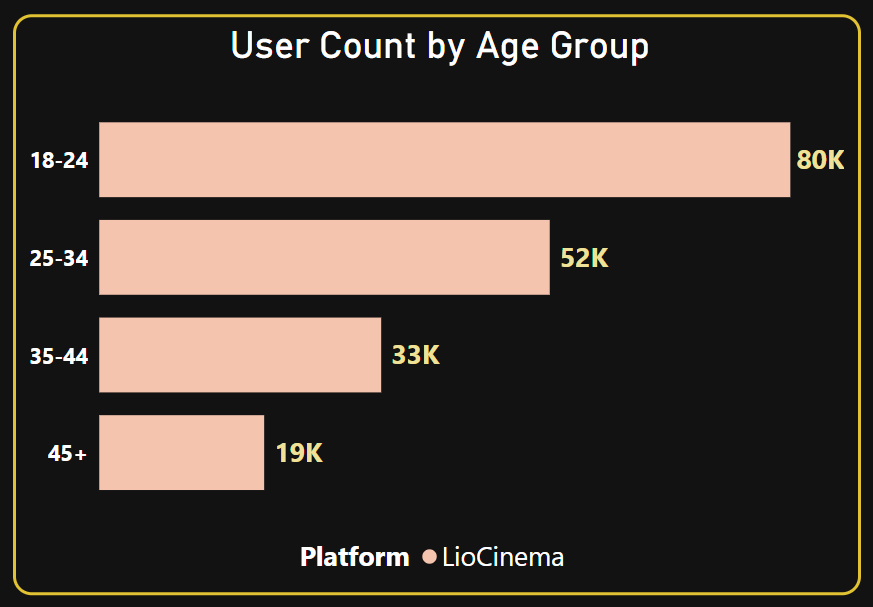 User Count by Age Group
18-24 80K
25-34 52K
35-44 33K
45+ 19K
Platform LioCinema